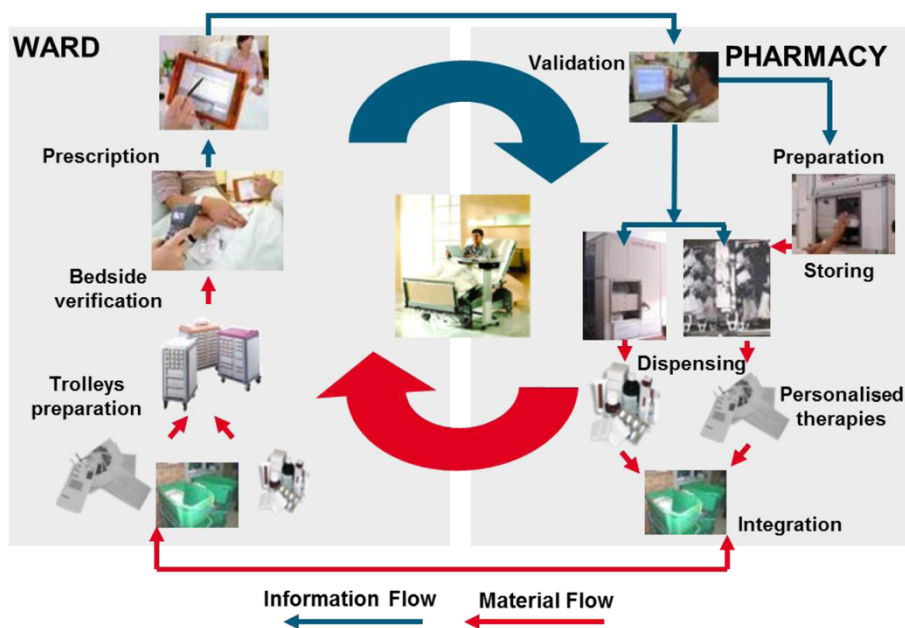 WARD
PHARMACY
Validation
Prescription
Preparation
Bedside
verification
Storing
Trolleys
preparation
Dispensing
Personalised
therapies
Integration
Information Flow
Material Flow